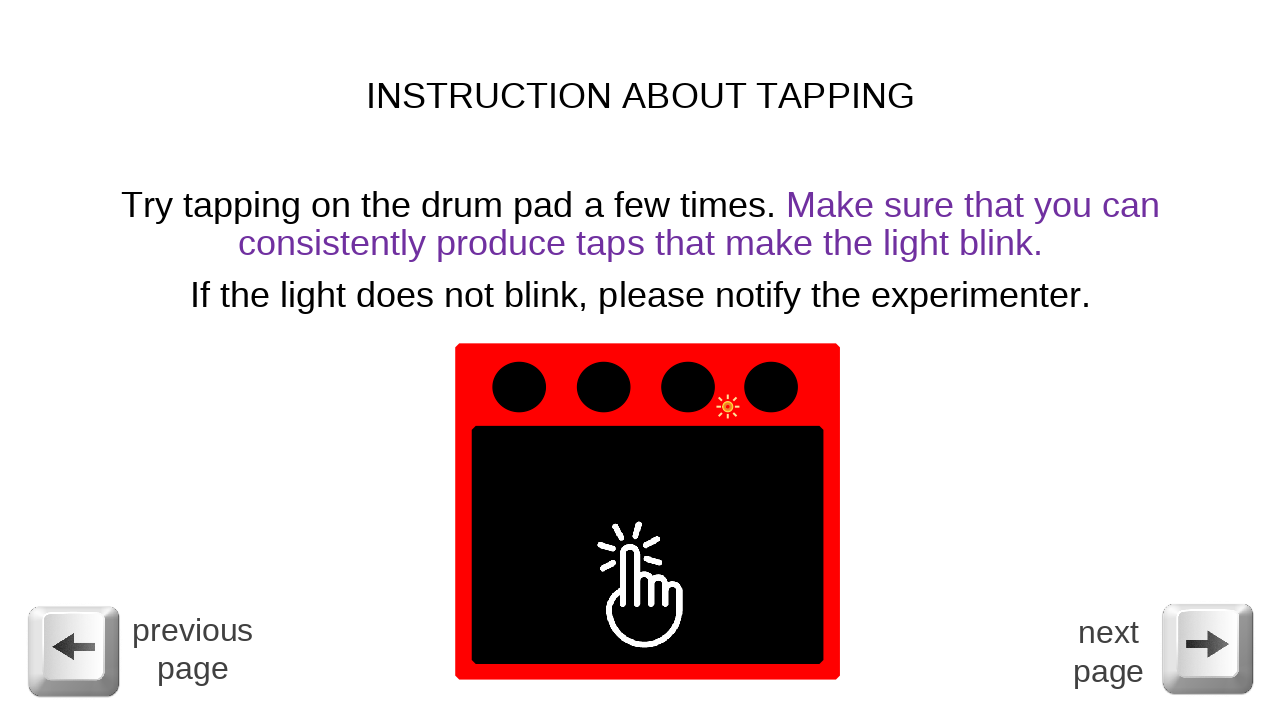 INSTRUCTION ABOUT TAPPING
Try tapping on the drum pad a few times. Make sure that you can
consistently produce taps that make the light blink.
If the light does not blink, please notify the experimenter.
previous
page
next
page